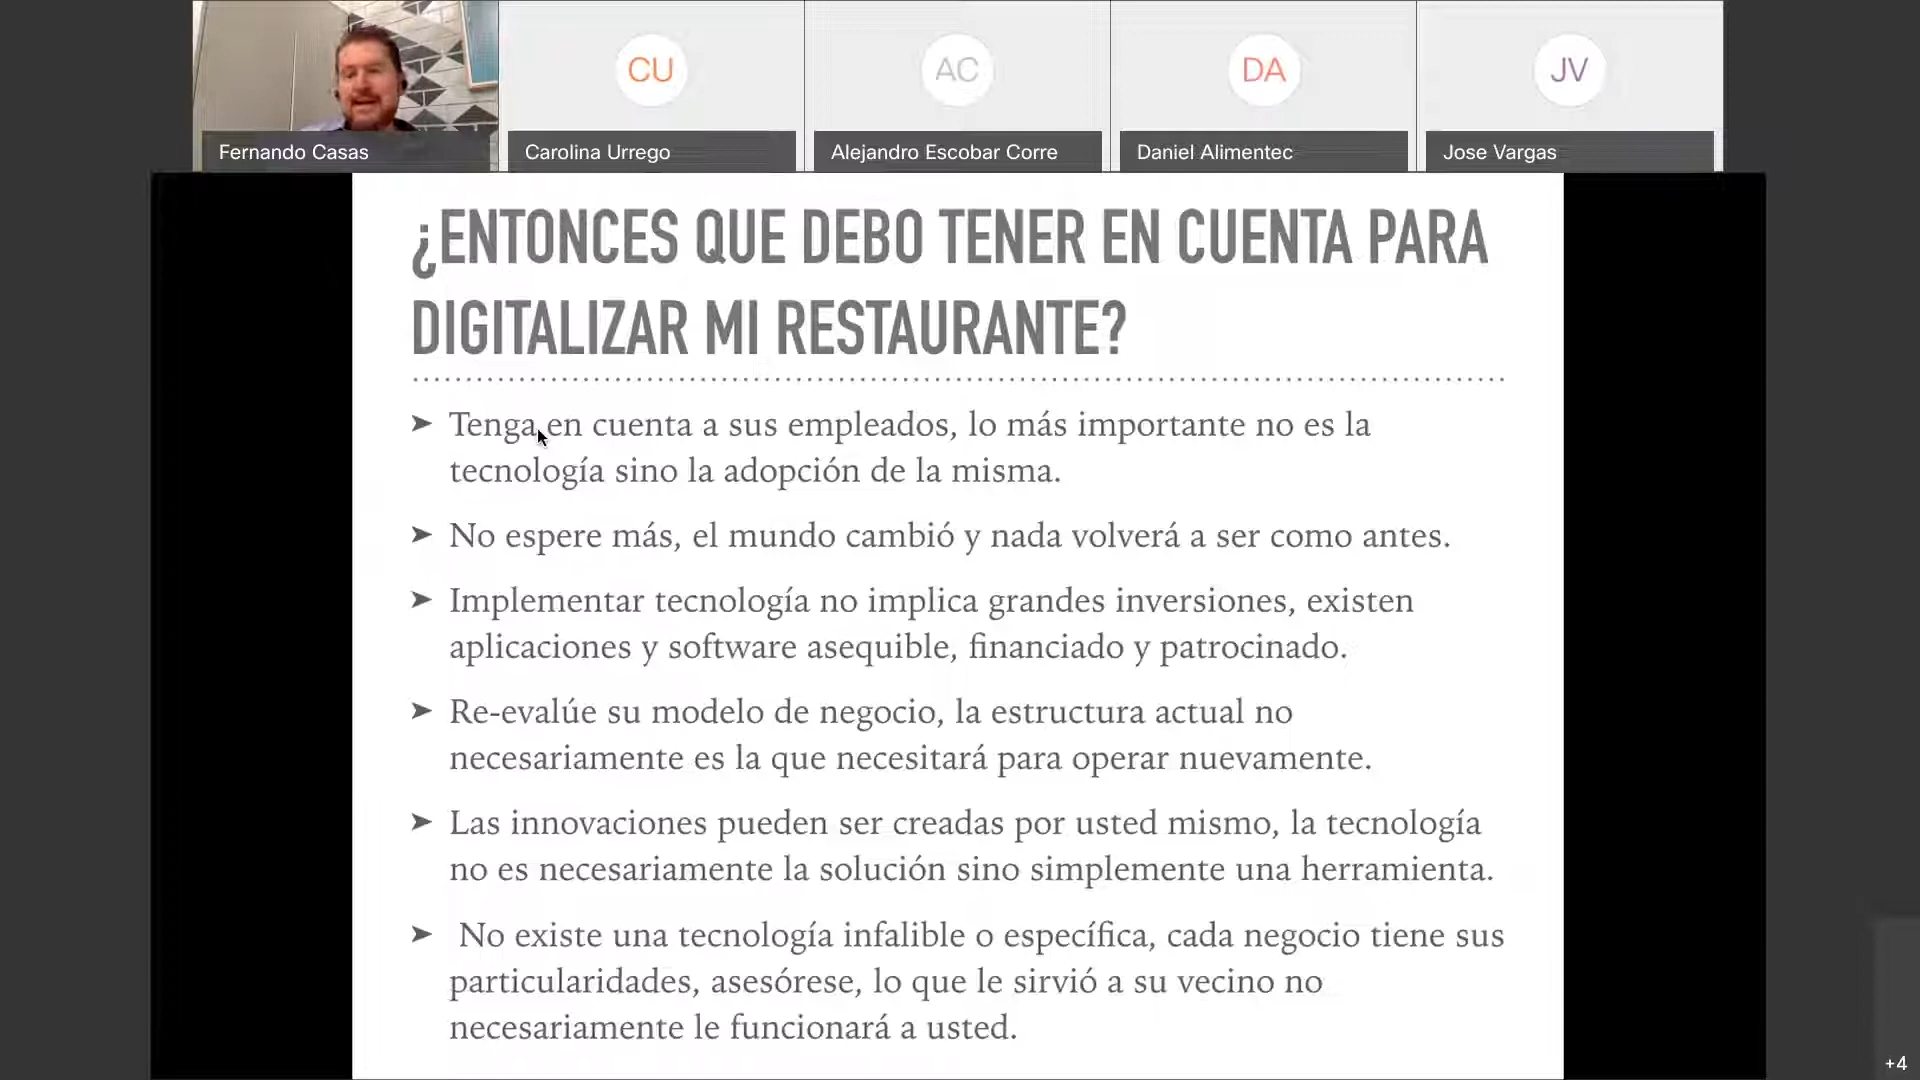 CU
AC
DA
JV
Fernando Casas
Carolina Urrego
Alejandro Escobar Corre
Daniel Alimentec
Jose Vargas
¿ENTONCES QUE DEBO TENER EN CUENTA PARA
DIGITALIZAR MI RESTAURANTE?
➤ Tenga en cuenta a sus empleados, lo más importante no es la
tecnología sino la adopción de la misma.
➤ No espere más, el mundo cambió y nada volverá a ser como antes.
➤ Implementar tecnología no implica grandes inversiones, existen
aplicaciones y software asequible, financiado y patrocinado.
➤ Re-evalúe su modelo de negocio, la estructura actual no
necesariamente es la que necesitará para operar nuevamente.
➤ Las innovaciones pueden ser creadas por usted mismo, la tecnología
no es necesariamente la solución sino simplemente una herramienta.
➤ No existe una tecnología infalible o específica, cada negocio tiene sus
particularidades, asesórese, lo que le sirvió a su vecino no
necesariamente le funcionará a usted.
+4